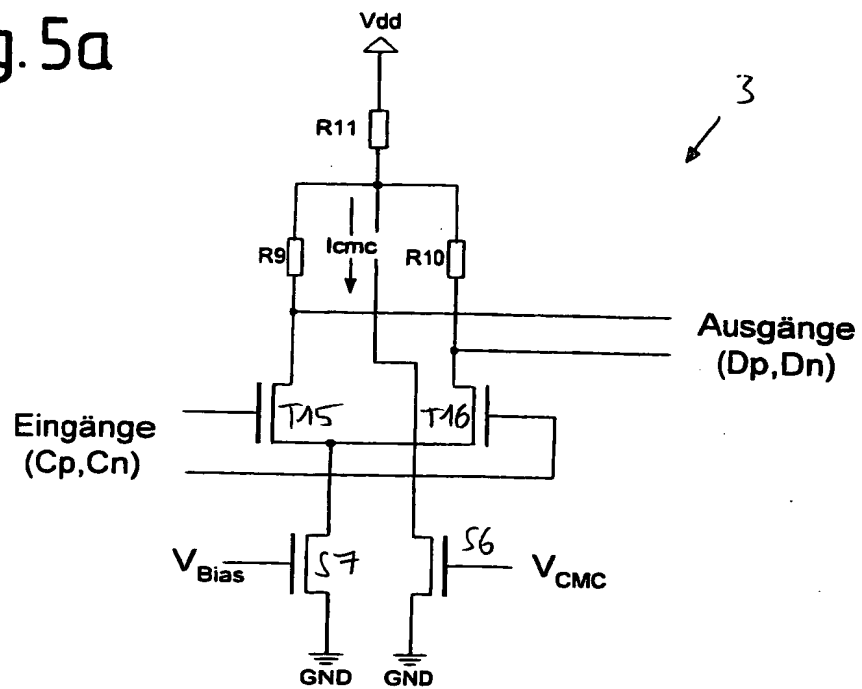 g. 5a
Vdd
3
R11
R9
Icmc
R10
Ausgänge
(Dp,Dn)
T15
T16
Eingänge
(Cp,Cn)
S7
S6
VBias
VCMC
GND
GND